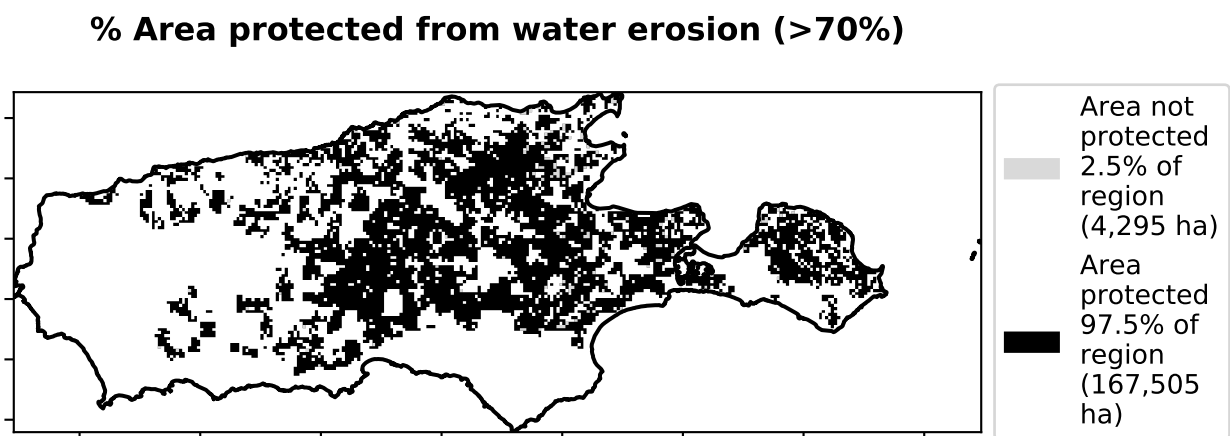 % Area protected from water erosion (>70%)
Area not
protected
2.5% of
region
(4,295 ha)
Area
protected
97.5% of
region
(167,505
ha)